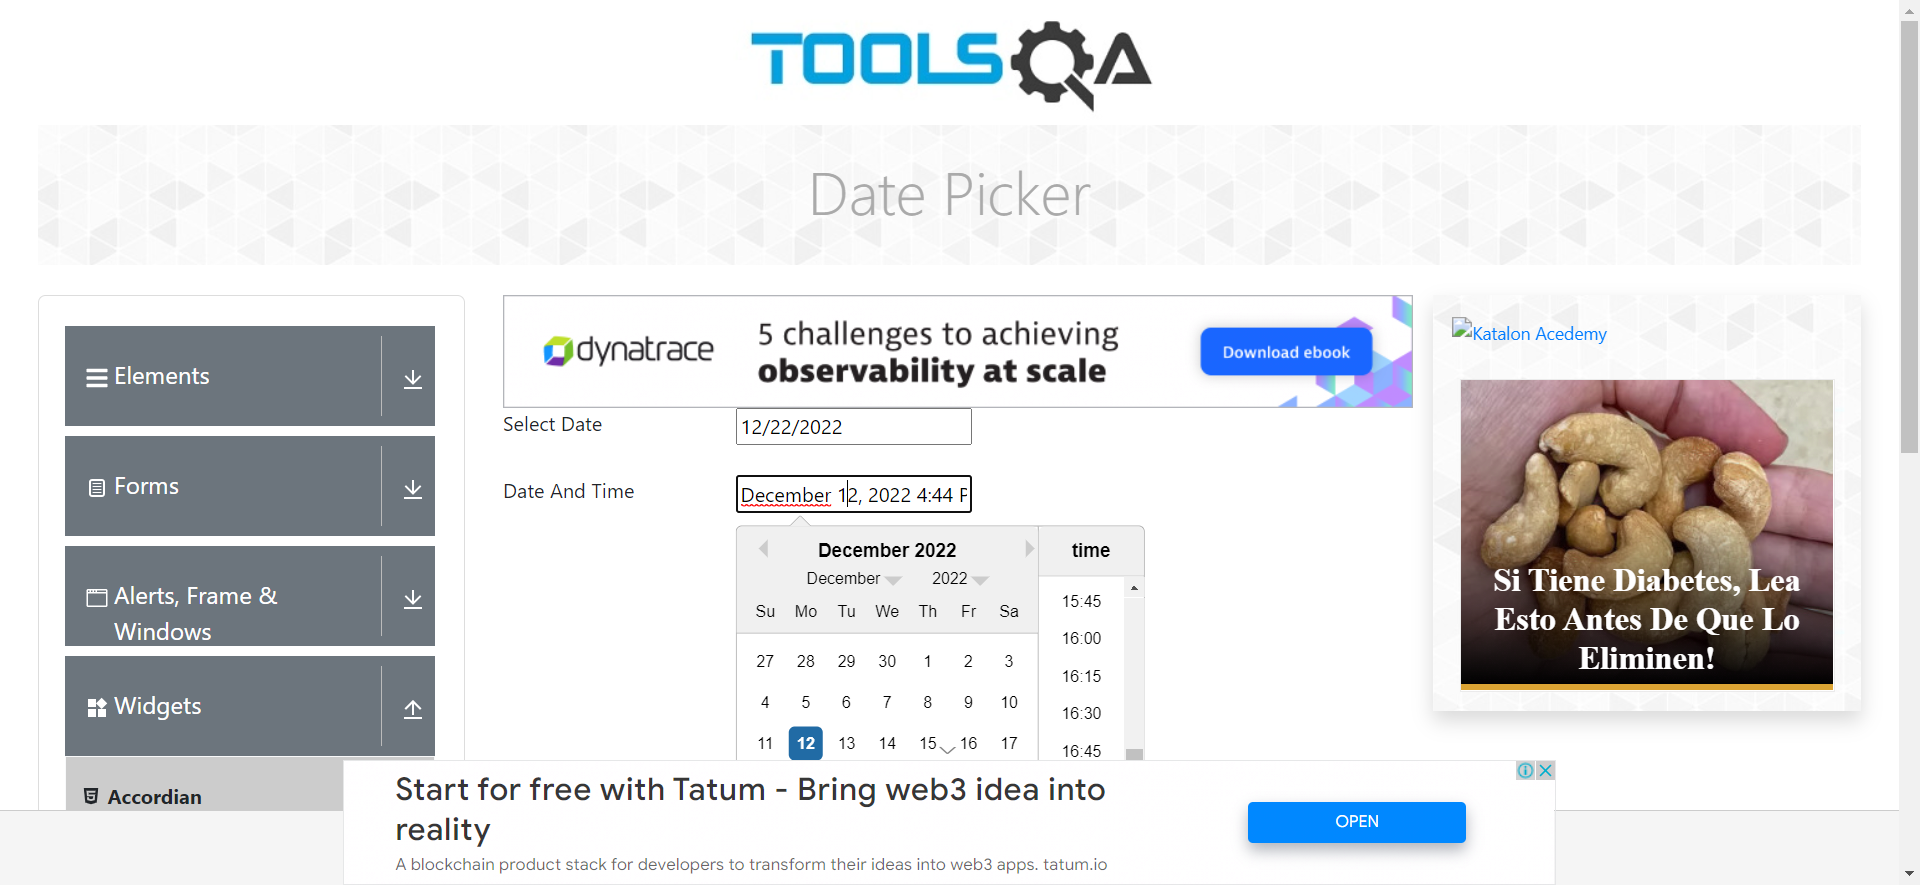 TOOLSQA
Date Picker
Elements
Forms
Alerts, Frame &
Windows
Widgets
Accordian
dynatrace
5 challenges to achieving
observability at scale
Download ebook
Select Date
12/22/2022
Date And Time
December 12, 2022 4:44 P
December 2022
December 2022
Su Mo Tu We Th Fr Sa
27 28 29 30 1 2 3
4 5 6 7 8 9 10
11 12 13 14 15 16 17
time
15:45
16:00
16:15
16:30
16:45
Katalon Acedemy
Si Tiene Diabetes, Lea
Esto Antes De Que Lo
Eliminen!
Start for free with Tatum - Bring web3 idea into
reality
A blockchain product stack for developers to transform their ideas into web3 apps. tatum.io
OPEN